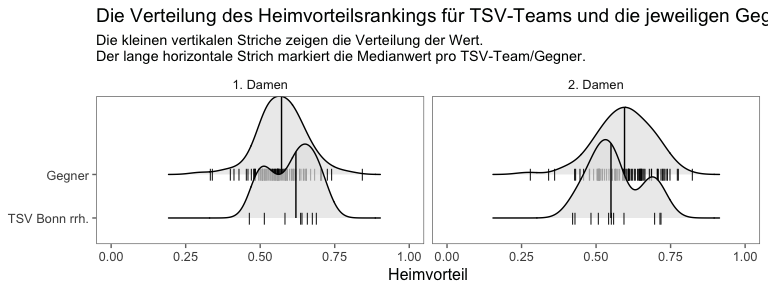 Die Verteilung des Heimvorteilsrankings für TSV-Teams und die jeweiligen Geg
Die kleinen vertikalen Striche zeigen die Verteilung der Wert.
Der lange horizontale Strich markiert die Medianwert pro TSV-Team/Gegner.
1. Damen 2. Damen
Gegner
TSV Bonn rrh.
0.00 0.25 0.50 0.75 1.00 0.00 0.25 0.50 0.75 1.00
Heimvorteil